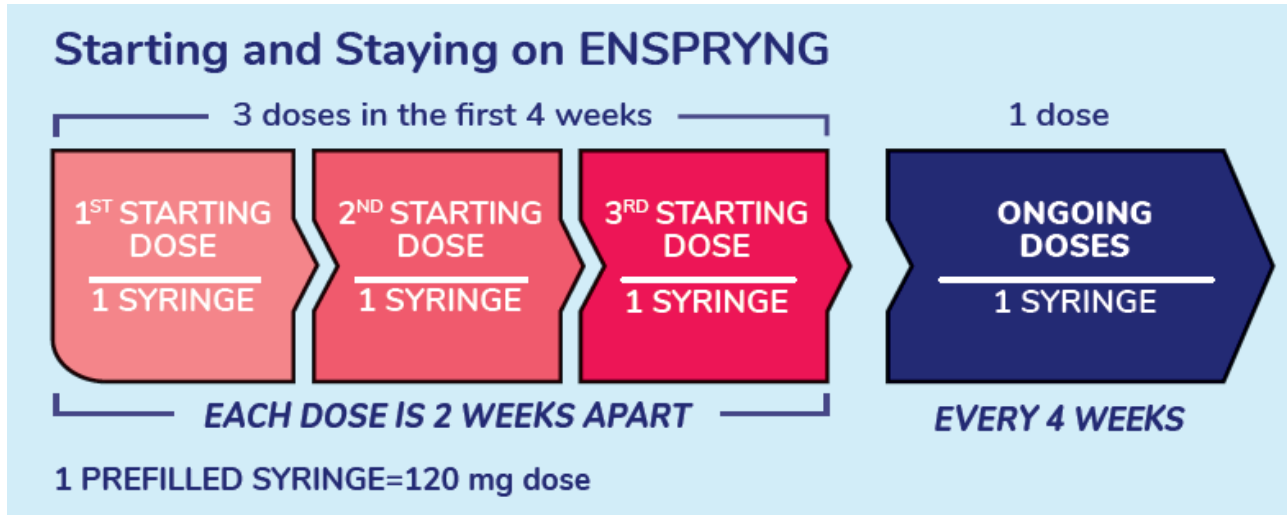 Starting and Staying on ENSPRYNG
3 doses in the first 4 weeks
1 dose
1ST STARTING
DOSE
1 SYRINGE
2ND STARTING
DOSE
1 SYRINGE
3RD STARTING
DOSE
1 SYRINGE
ONGOING
DOSES
1 SYRINGE
EACH DOSE IS 2 WEEKS APART
EVERY 4 WEEKS
1 PREFILLED SYRINGE=120 mg dose